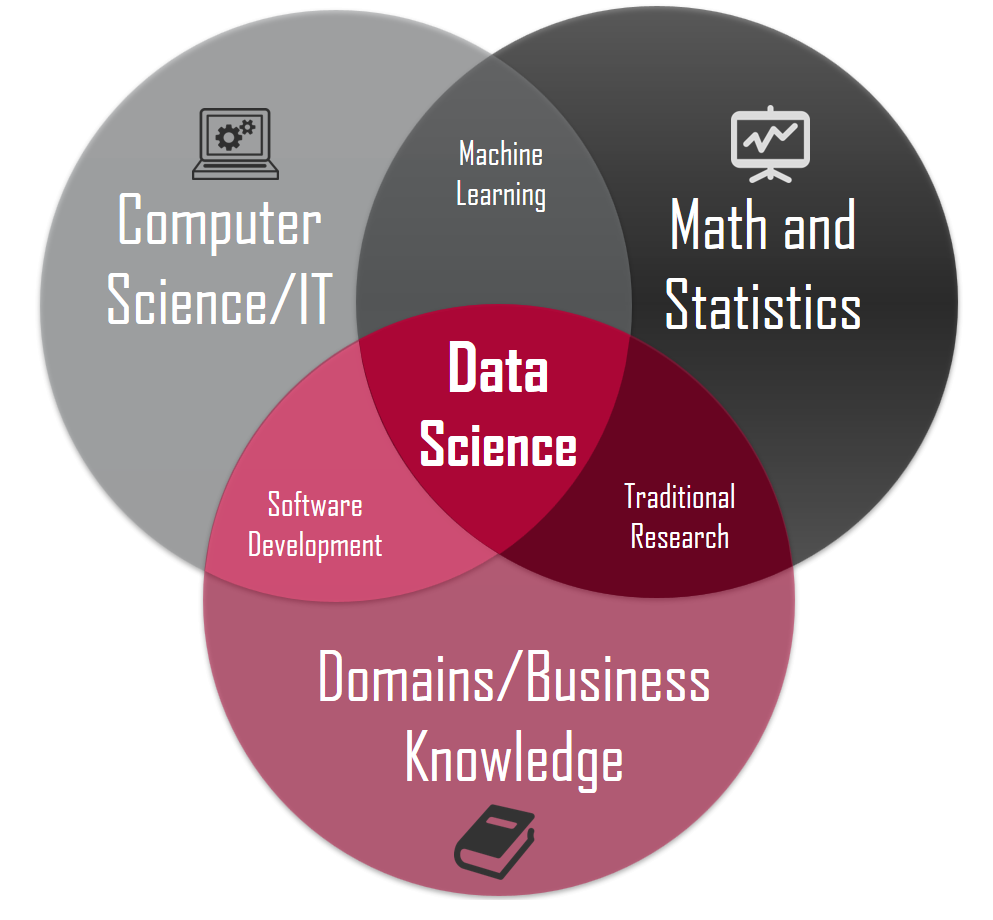 Machine
Learning
Computer
Science/IT
Math and
Statistics
Data
Science
Software
Development
Traditional
Research
Domains/Business
Knowledge